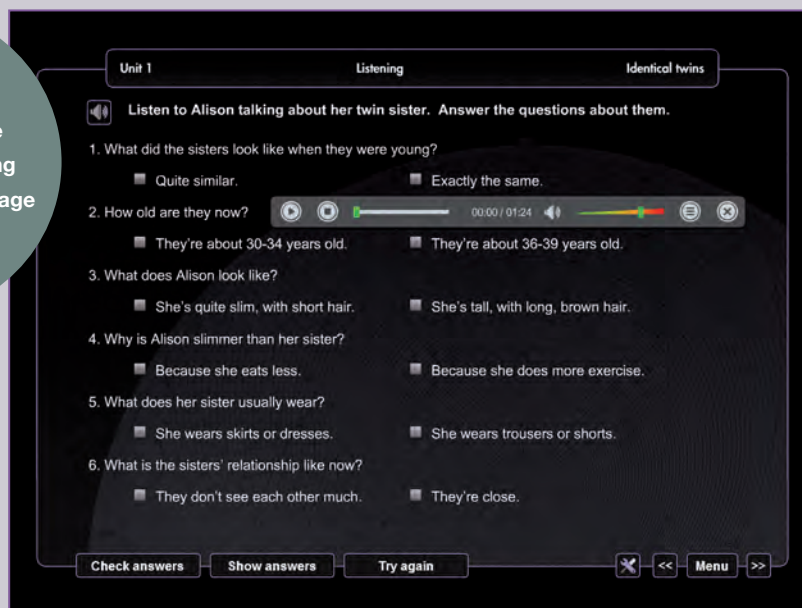 Unit 1 Listening Identical twins
Listen to Alison talking about her twin sister. Answer the questions about them.
1. What did the sisters look like when they were young?
Quite similar. Exactly the same.
2. How old are they now? 00:00 / 01:24
They're about 30-34 years old. They're about 36-39 years old.
3. What does Alison look like?
She's quite slim, with short hair. She's tall, with long, brown hair.
4. Why is Alison slimmer than her sister?
Because she eats less. Because she does more exercise.
5. What does her sister usually wear?
She wears skirts or dresses. She wears trousers or shorts.
6. What is the sisters' relationship like now?
They don't see each other much. They're close.
Check answers Show answers Try again << Menu >>